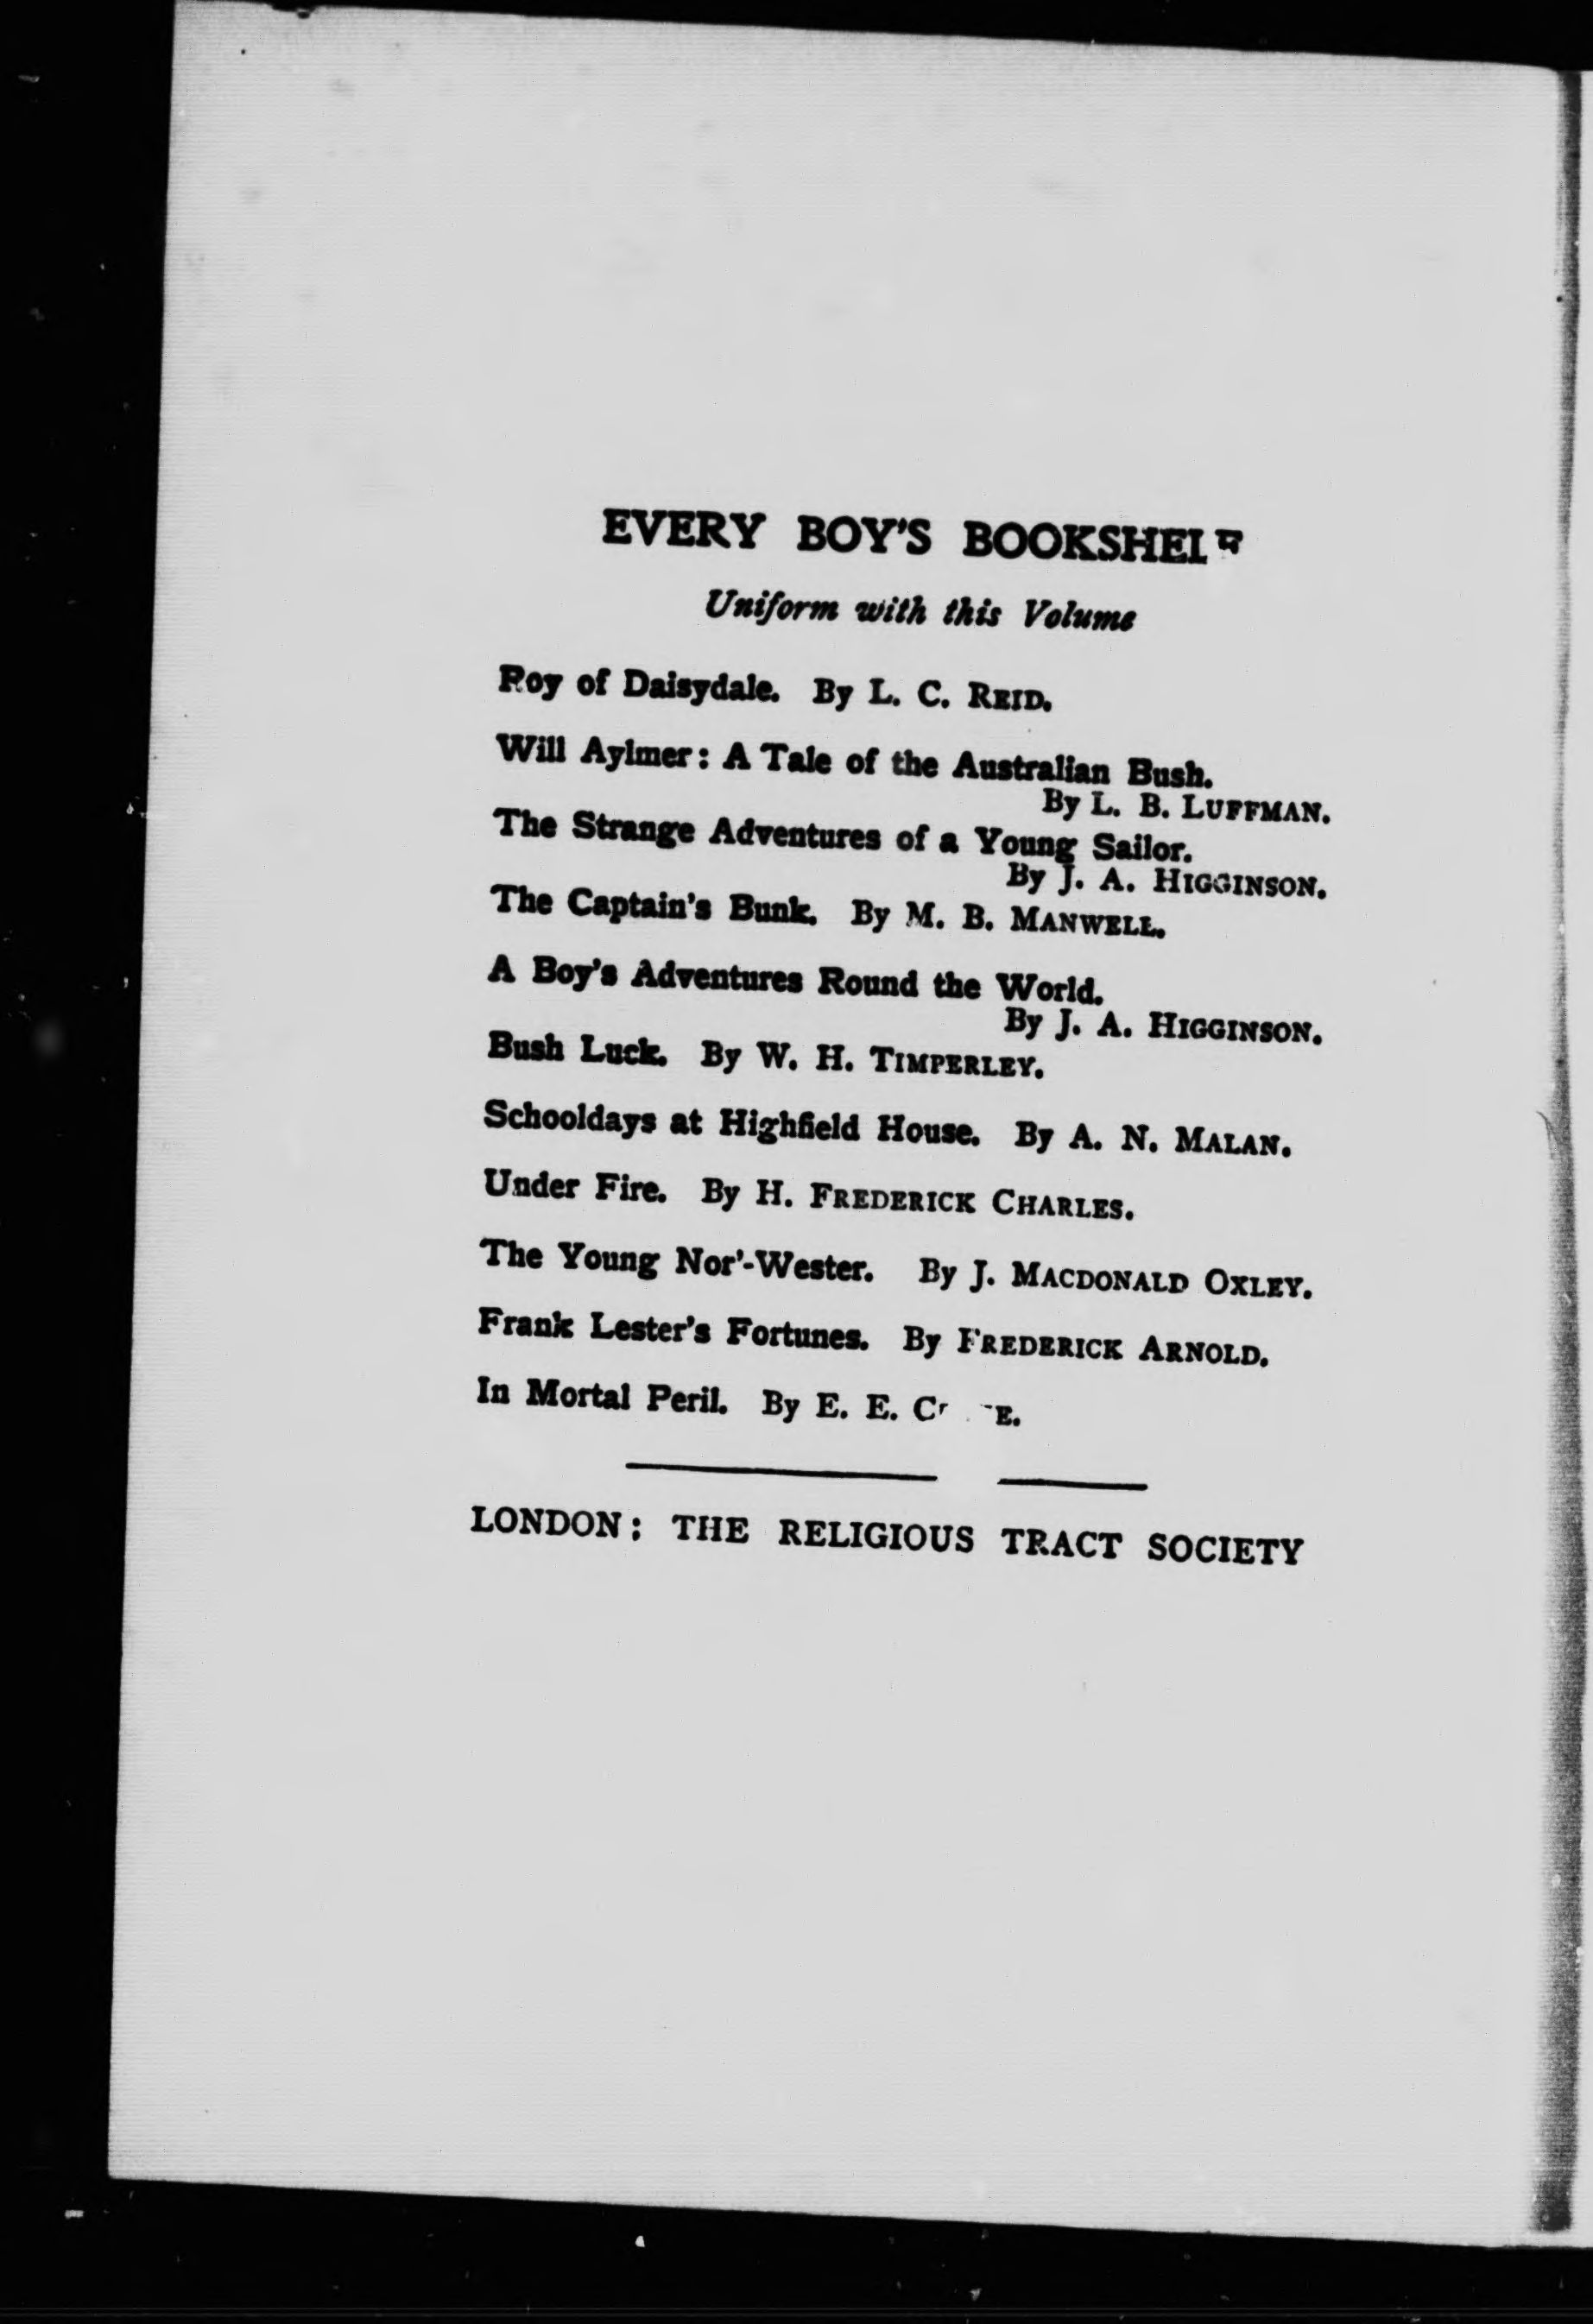 EVERY BOY'S BOOKSHELF
Uniform with this Volume
Roy of Daisydale. By L. C. REID.
Will Aylmer: A Tale of the Australian Bush.
By L. B. LUFFMAN.
The Strange Adventures of a Young Sailor.
By J. A. HIGGINSON.
The Captain's Bunk. By M. B. MANWELL.
A Boy's Adventures Round the World.
By J. A. HIGGINSON.
Bush Luck. By W. H. TIMPERLEY.
Schooldays at Highfield House. By A. N. MALAN.
Under Fire. By H. FREDERICK CHARLES.
The Young Nor'-Wester. By J. MACDONALD OXLEY.
Frank Lester's Fortunes. By FREDERICK ARNOLD.
In Mortal Peril. By E. E.
LONDON: THE RELIGIOUS TRACT SOCIETY